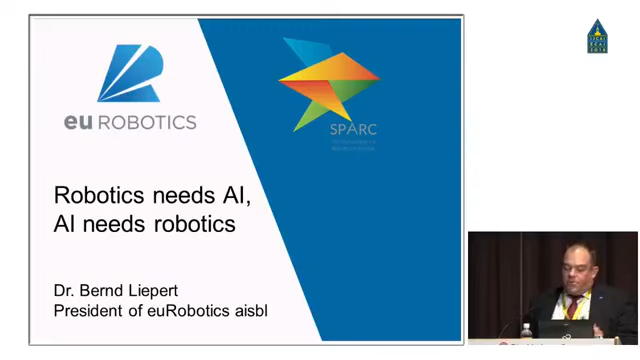 eu ROBOTICS
SPARC
Robotics needs AI,
AI needs robotics
Dr. Bernd Liepert
President of euRobotics aisbl